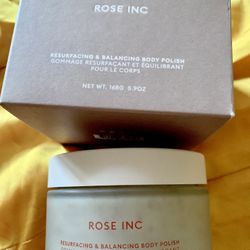 ROSE INC
RESURFACING & BALANCING BODY POLISH
GOMMAGE RESURFAÇANT ET ÉQUILIBRANT
POUR LE CORPS
NET WT. 168G 5.9OZ
ROSE INC
RESURFACING & BALANCING BODY POLISH